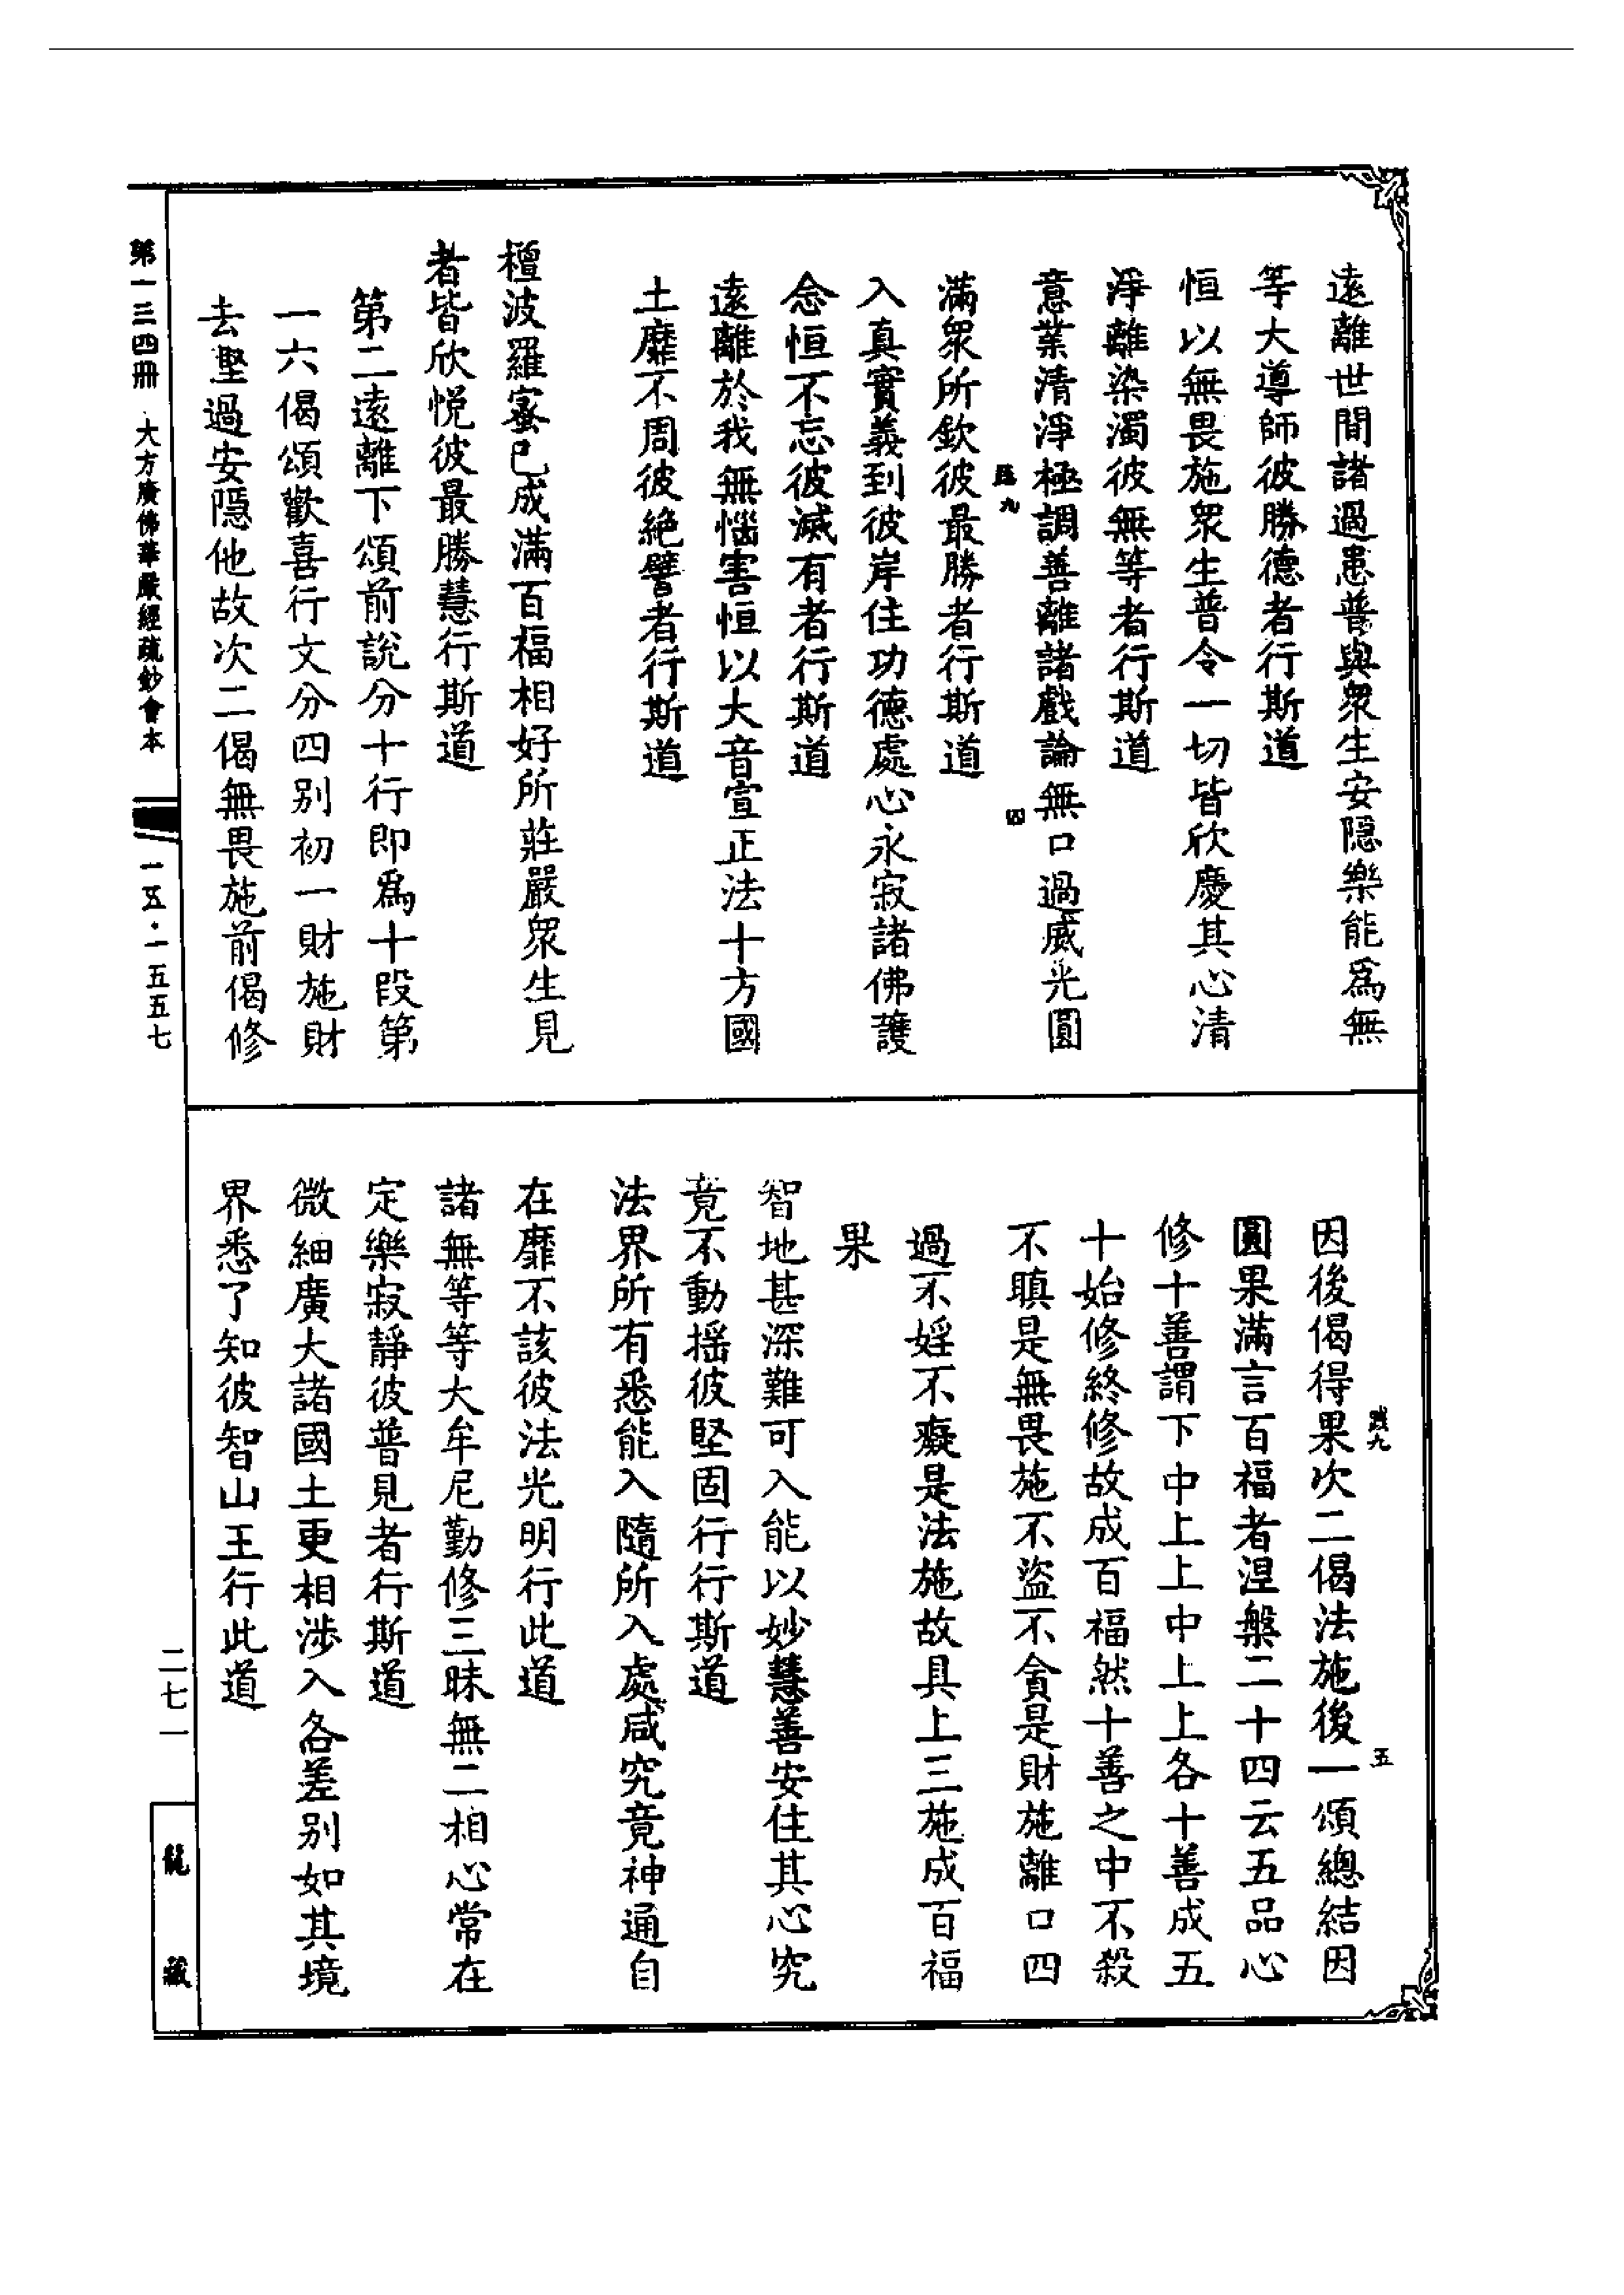 遠離世間諸過患普與眾生安隱樂能爲無
等大導師彼勝德者行斯道
恒以無畏施眾生普令一切皆欣慶其心清
淨離染濁彼無等者行斯道
意業清淨極調善離諸戲論無口過威光圓
四
滿眾所欽彼最勝者行斯道
入真實義到彼岸住功德處心永寂諸佛護
念恒不忘彼滅有者行斯道
遠離於我無惱害恒以大音宣正法十方國
土靡不周彼絶譬者行斯道
檀波羅蜜已成滿百福相好所莊嚴眾生見
者皆欣悅彼最勝慧行斯道
第二遠離下頌前說分十行即爲十段第
一六偈頌歡喜行文分四別初一財施財
去堅過安隱他故次二偈無畏施前偈修
五
因後偈得果次二偈法施後一頌總結因
圓果滿言百福者涅槃二十四云五品心
修十善謂下中上上中上上各十善成五
十始修終修故成百福然十善之中不殺
不瞋是無畏施不盜不貪是財施離口四
過不婬不癡是法施故具上三施成百福
果
智地甚深難可入能以妙慧善安住其心究
竟不動搖彼堅固行行斯道
法界所有悉能入隨所入處咸究竟神通自
在靡不該彼法光明行此道
諸無等等大牟尼勤修三昧無二相心常在
定樂寂靜彼普見者行斯道
微細廣大諸國土更相涉入各差別如其境
界悉了知彼智山王行此道
第一三四冊 大方廣佛華嚴經疏鈔會本
一五·一五五七
二七一
龍藏